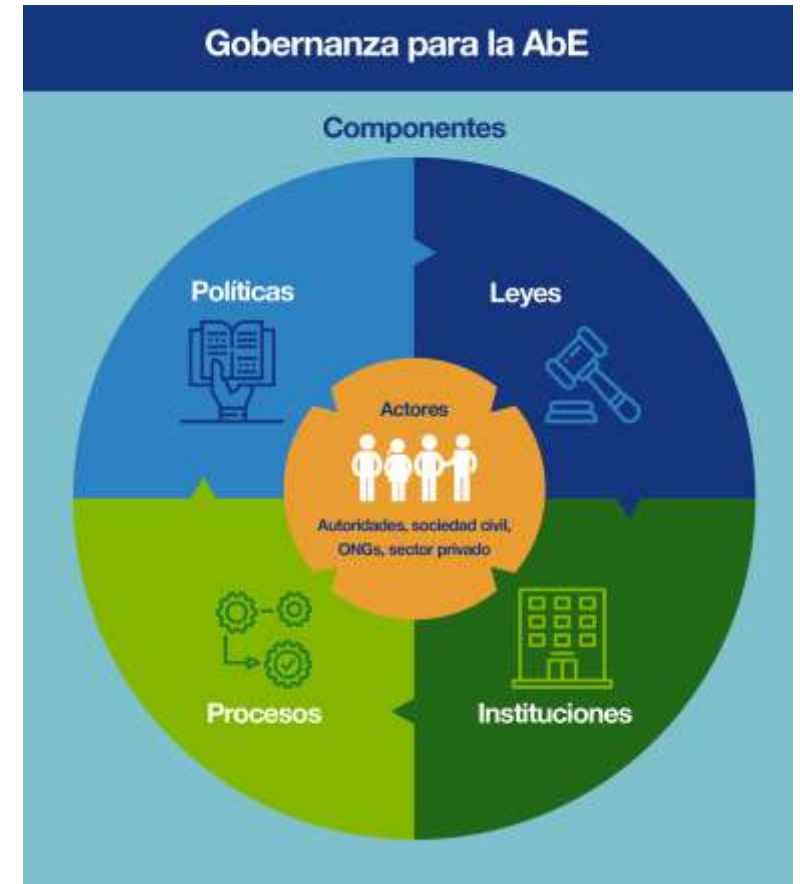 Gobernanza para la AbE
Componentes
Políticas
Leyes
Actores
Autoridades, sociedad civil,
ONGs, sector privado
Procesos
Instituciones